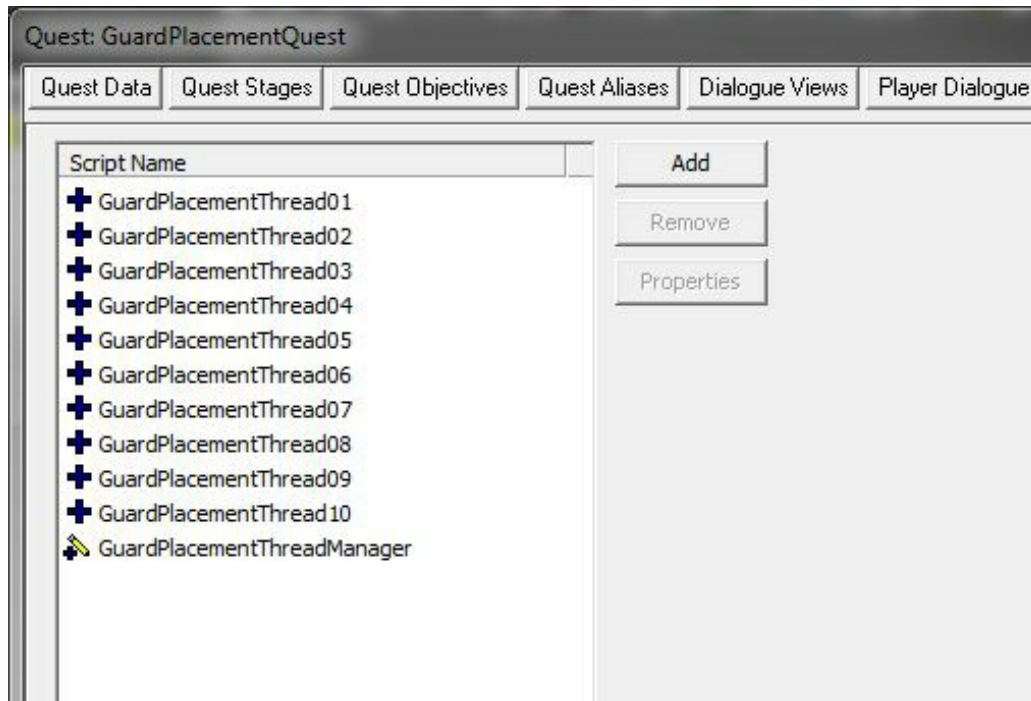 Quest: GuardPlacementQuest
Quest Data Quest Stages Quest Objectives Quest Aliases Dialogue Views Player Dialogue
Script Name
Add
GuardPlacementThread01
Remove
GuardPlacementThread02
GuardPlacementThread03
Properties
GuardPlacementThread04
GuardPlacementThread05
GuardPlacementThread06
GuardPlacementThread07
GuardPlacementThread08
GuardPlacementThread09
GuardPlacementThread10
GuardPlacementThreadManager